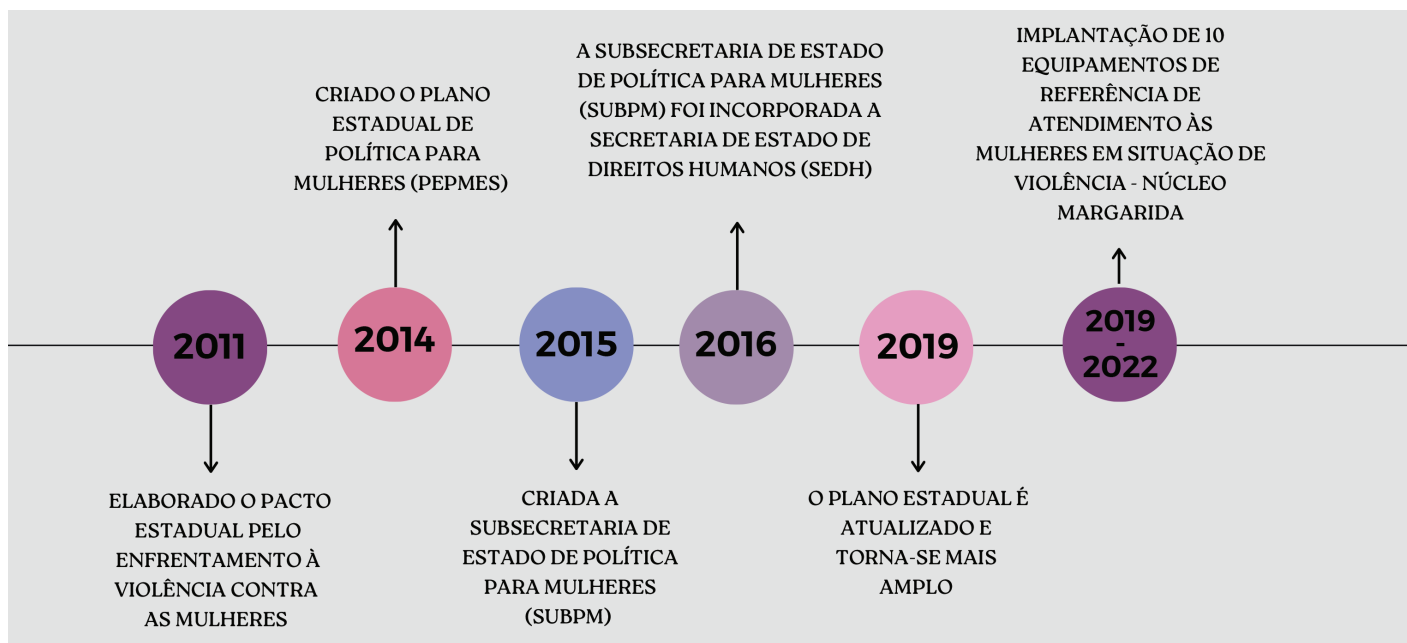 2011
ELABORADO O PACTO
ESTADUAL PELO
ENFRENTAMENTO À
VIOLÊNCIA CONTRA
AS MULHERES
CRIADO O PLANO
ESTADUAL DE
POLÍTICA PARA
MULHERES (PEPMES)
2014
2015
CRIADA A
SUBSECRETARIA DE
ESTADO DE POLÍTICA
PARA MULHERES
(SUBPM)
A SUBSECRETARIA DE ESTADO
DE POLÍTICA PARA MULHERES
(SUBPM) FOI INCORPORADA A
SECRETARIA DE ESTADO DE
DIREITOS HUMANOS (SEDH)
2016
2019
O PLANO ESTADUAL É
ATUALIZADO E
TORNA-SE MAIS
AMPLO
IMPLANTAÇÃO DE 10
EQUIPAMENTOS DE
REFERÊNCIA DE
ATENDIMENTO ÀS
MULHERES EM SITUAÇÃO DE
VIOLÊNCIA - NÚCLEO
MARGARIDA
2019
-
2022